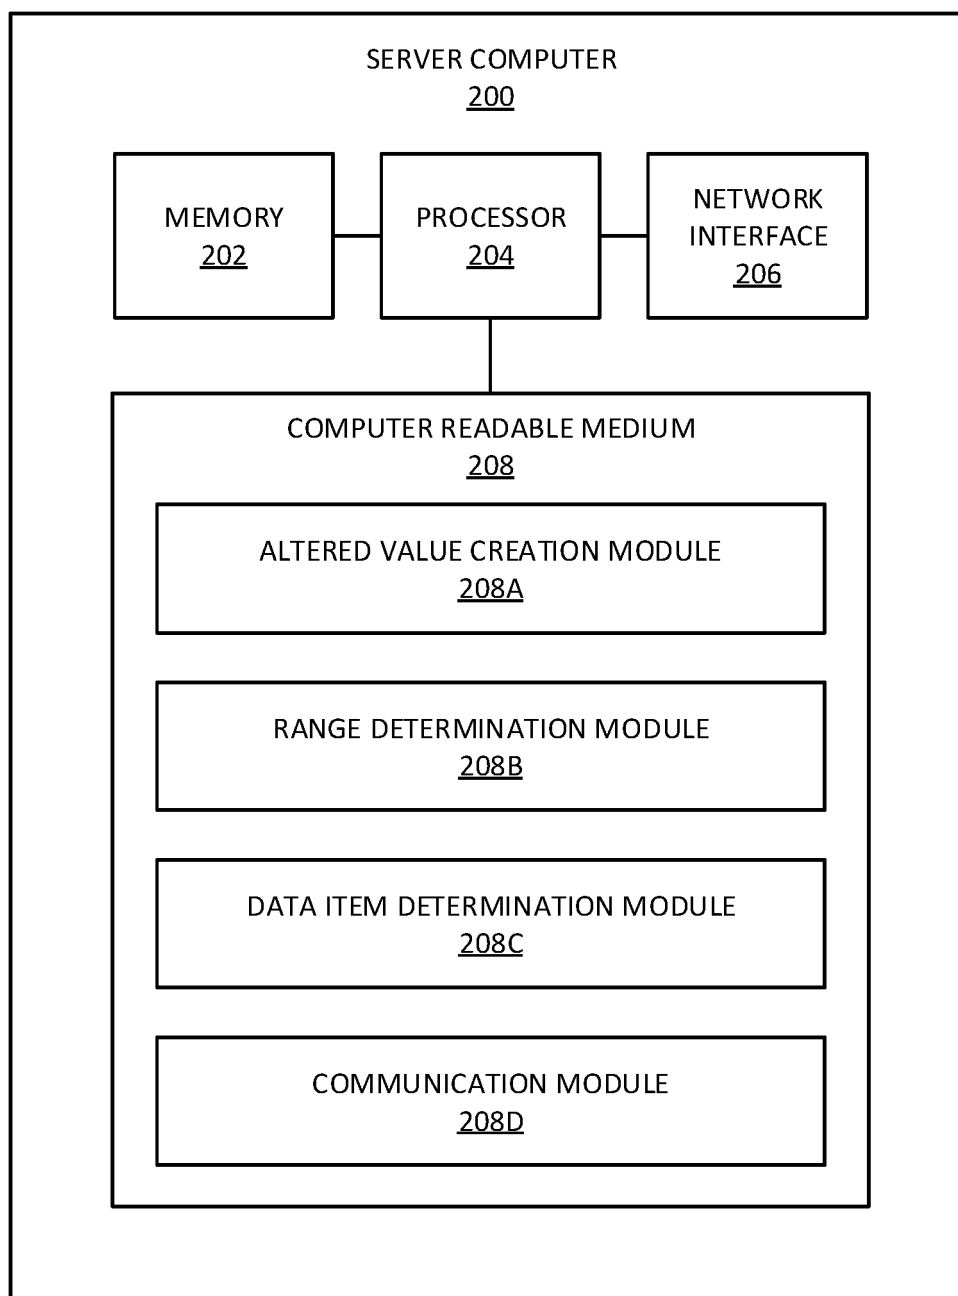 SERVER COMPUTER
200
MEMORY
202
PROCESSOR
204
NETWORK
INTERFACE
206
COMPUTER READABLE MEDIUM
208
ALTERED VALUE CREATION MODULE
208A
RANGE DETERMINATION MODULE
208B
DATA ITEM DETERMINATION MODULE
208C
COMMUNICATION MODULE
208D